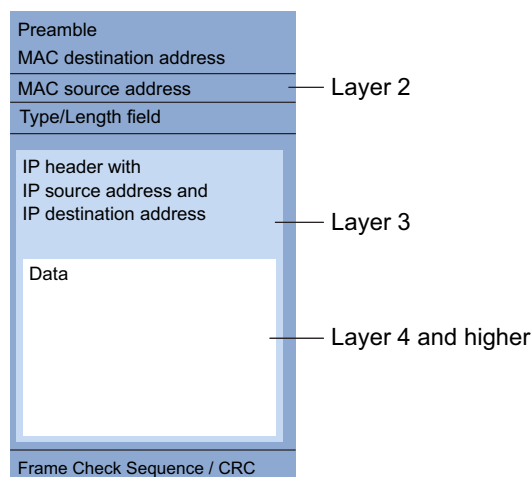 Preamble
MAC destination address
MAC source address
Layer 2
Type/Length field
IP header with
IP source address and
IP destination address
Layer 3
Data
Layer 4 and higher
Frame Check Sequence / CRC